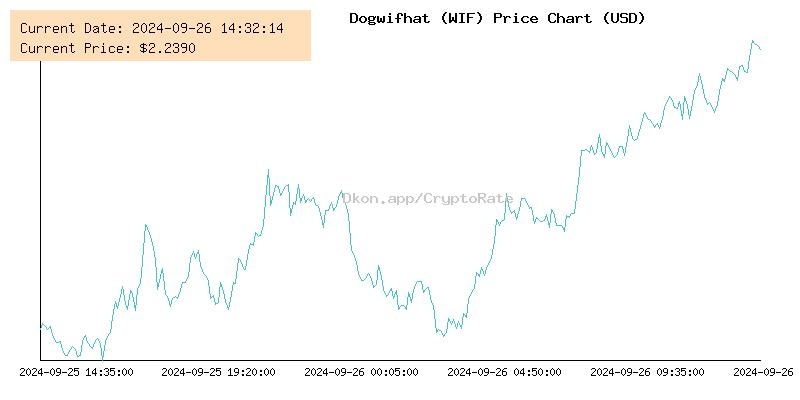 Dogwifhat (WIF) Price Chart (USD)
Current Date: 2024-09-26 14:32:14
Current Price: $2.2390
Dkon.app/CryptoRate
2024-09-25 14:35:00 2024-09-25 19:20:00 2024-09-26 00:05:00 2024-09-26 04:50:00 2024-09-26 09:35:00 2024-09-26